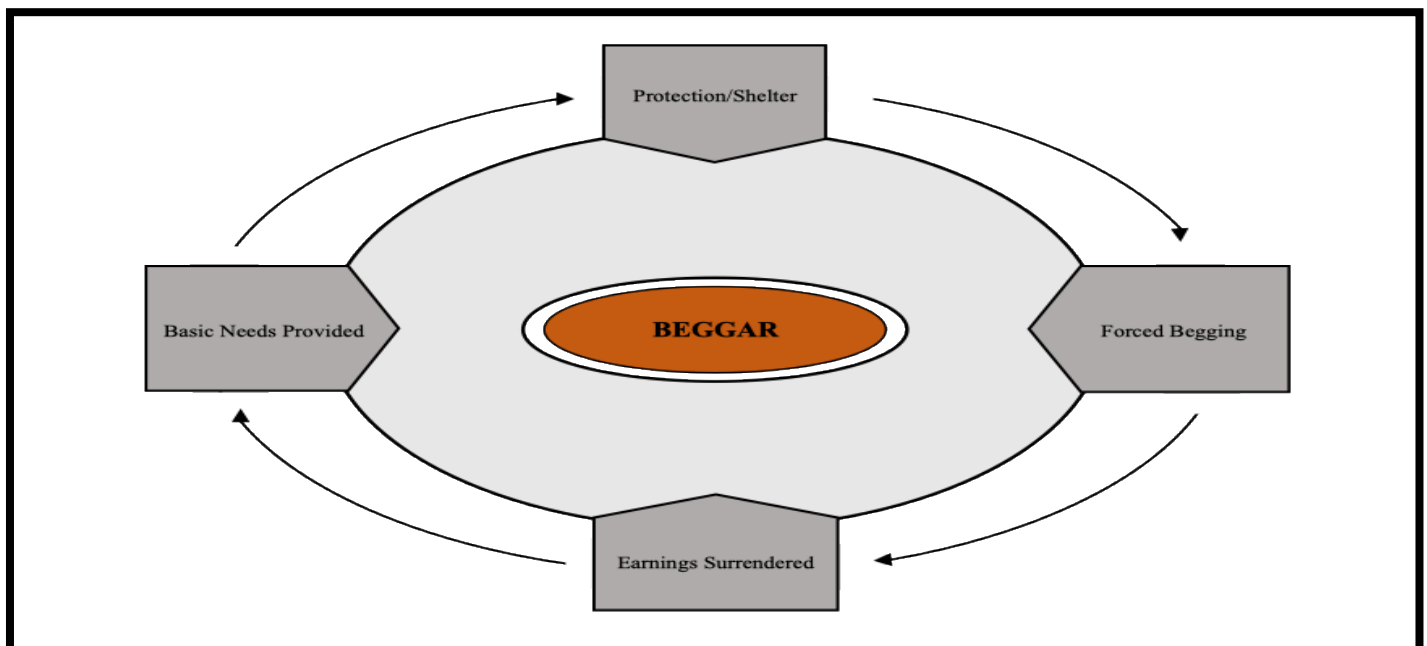 Protection/Shelter
Basic Needs Provided
BEGGAR
Forced Begging
Earnings Surrendered